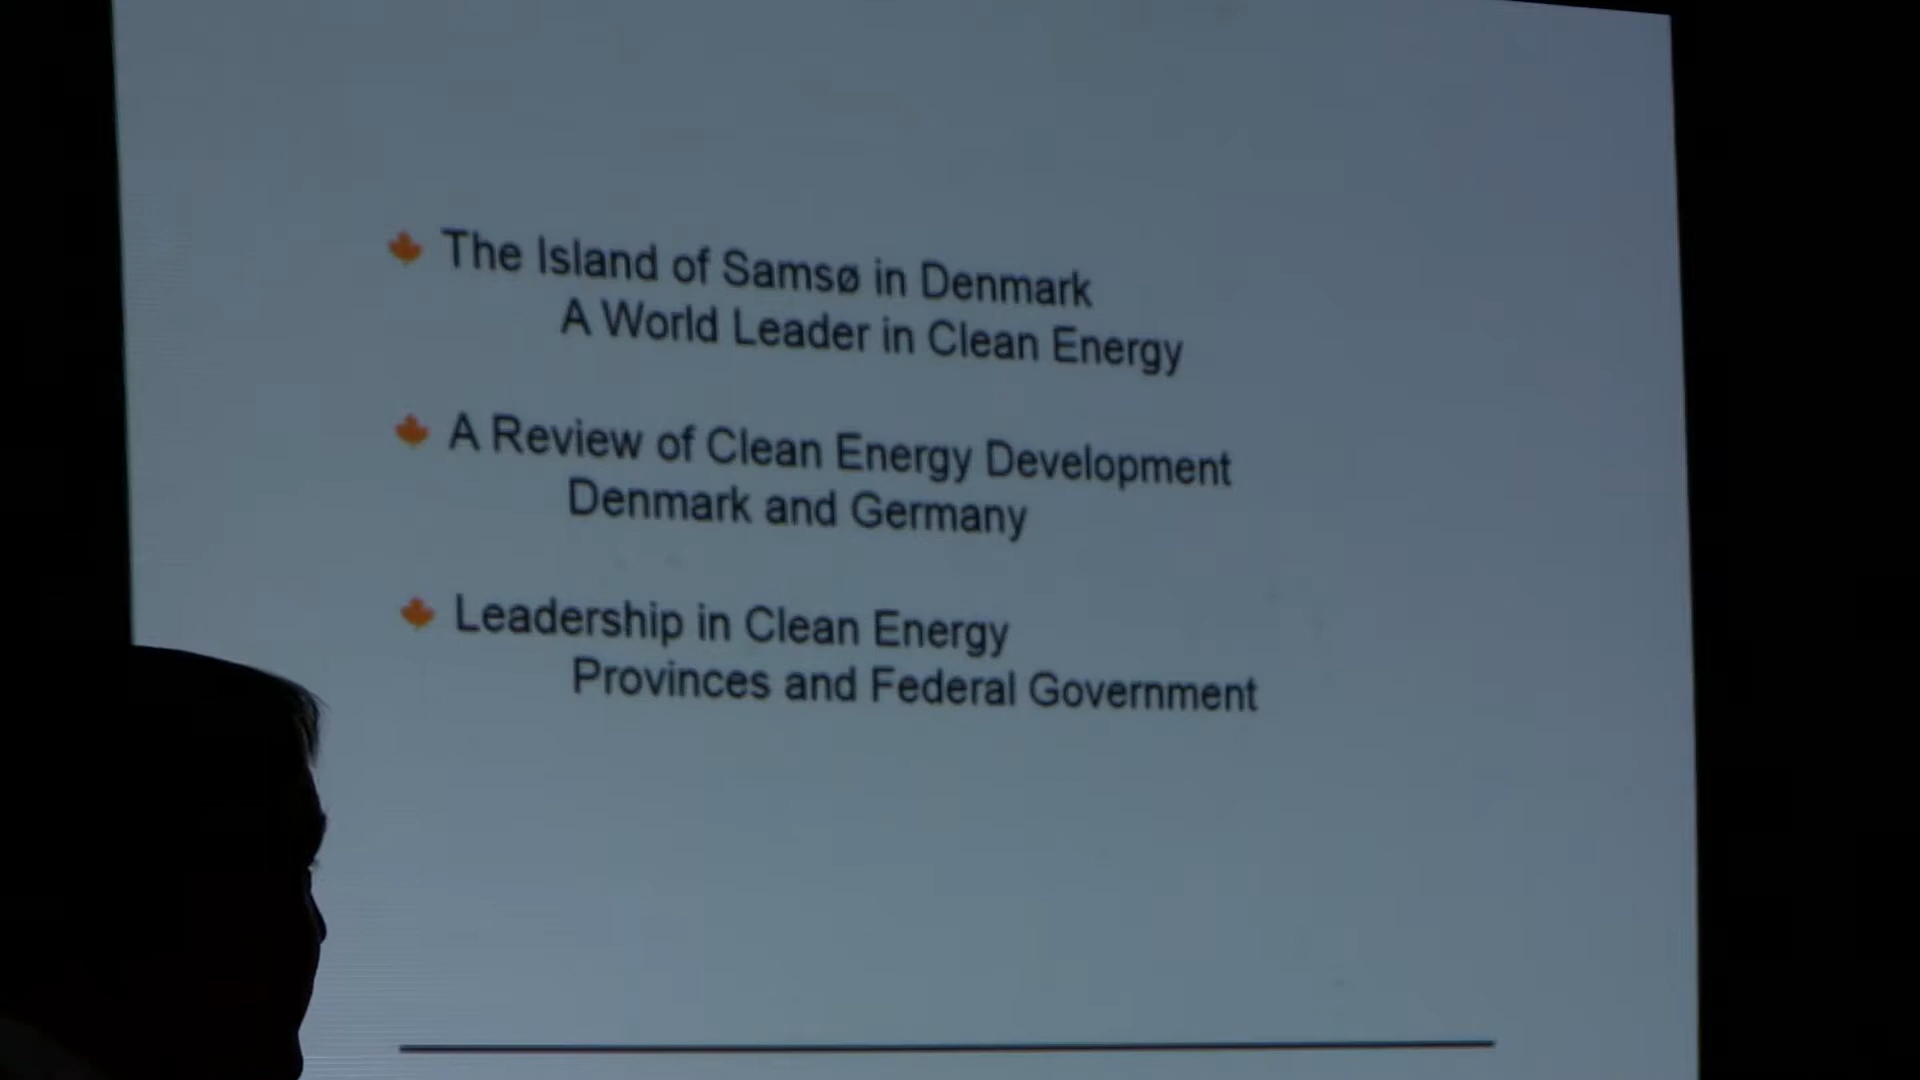 The Island of Samsø in Denmark
A World Leader in Clean Energy
A Review of Clean Energy Development
Denmark and Germany
Leadership in Clean Energy
Provinces and Federal Government